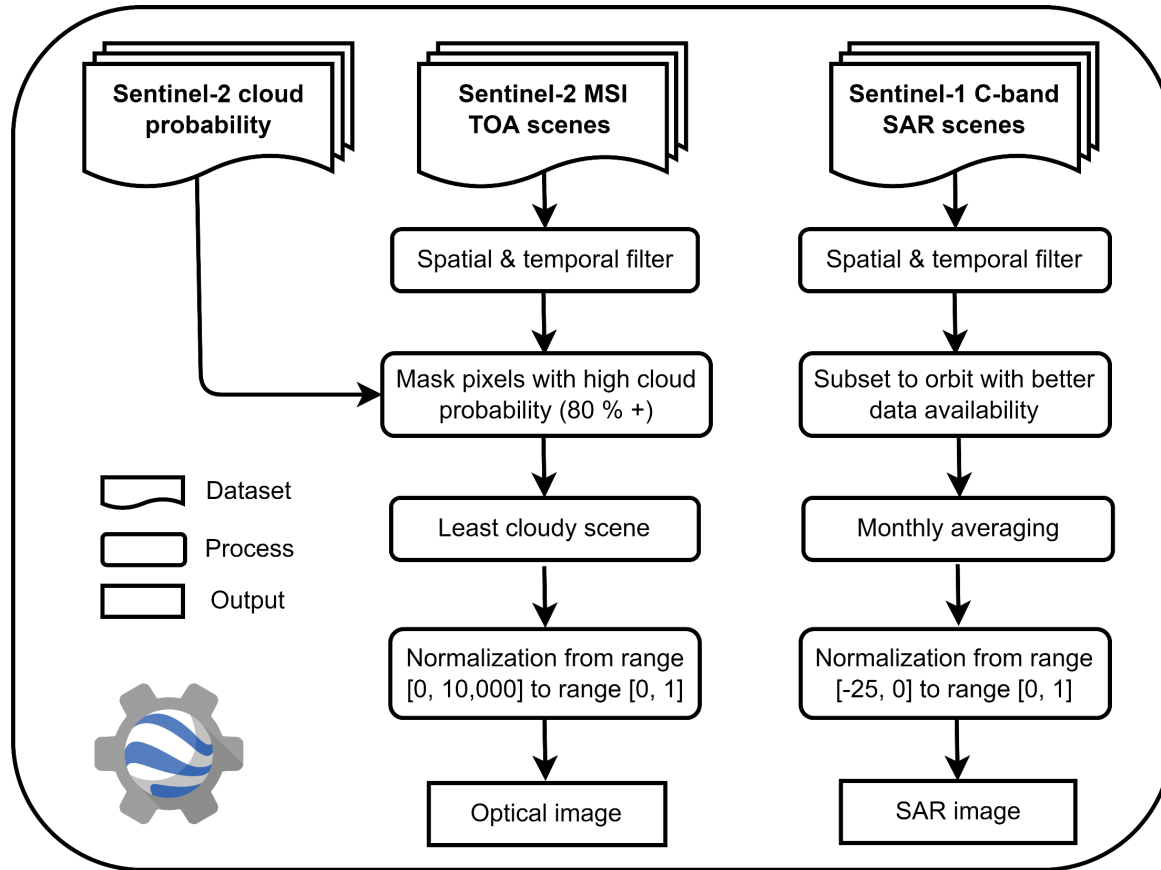 Sentinel-2 cloud
probability
Sentinel-2 MSI
TOA scenes
Sentinel-1 C-band
SAR scenes
Spatial & temporal filter
Spatial & temporal filter
Mask pixels with high cloud
probability (80 % +)
Subset to orbit with better
data availability
Dataset
Process
Output
Least cloudy scene
Monthly averaging
Normalization from range
[0, 10,000] to range [0, 1]
Normalization from range
[-25, 0] to range [0, 1]
Optical image
SAR image